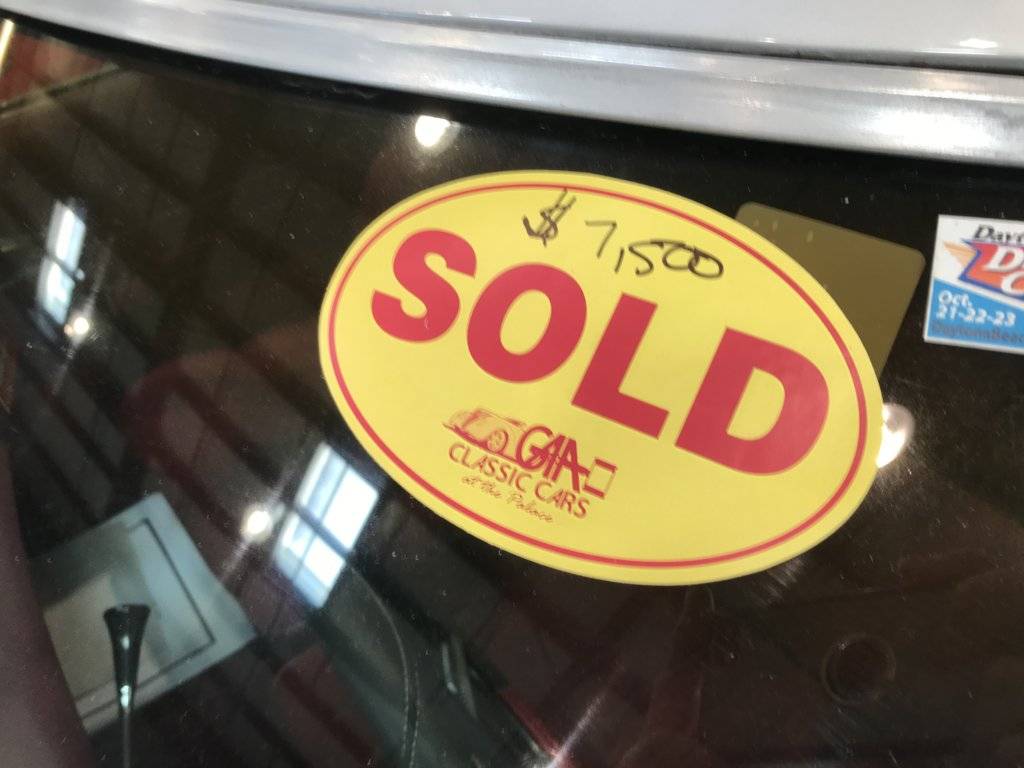 $ 7,500
SOLD
GAA
CLASSIC CARS
at the Palace
Oct.
21-22-23